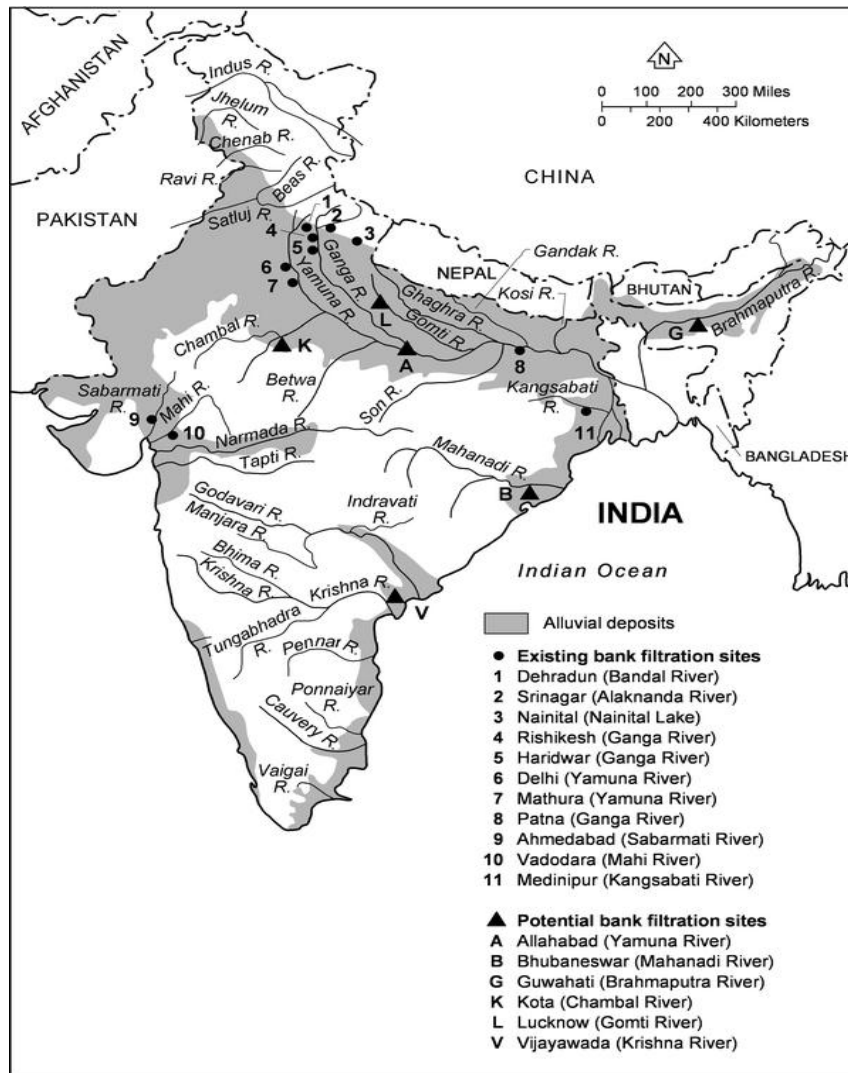 N
0 100 200 300 Miles
0 200 400 Kilometers
AFGHANISTAN
Indus R.
Jhelum
R.
Chenab R.
Ravi R.
Beas R.
Satluj R.
CHINA
PAKISTAN
1
2
3
4
5
6
7
Yamuna R.
Ganga R.
NEPAL
Gandak R.
Kosi R.
Ghaghra R.
Gomti R.
BHUTAN
Brahmaputra R.
G
L
Chambal R.
K
A
8
Betwa
R.
Son R.
Kangsabati
R.
Sabarmati
R.
Mahi R.
9
10
11
Narmada R.
Tapti R.
Mahanadi R.
BANGLADESH
B
Godavari R.
Manjara R.
Indravati
R.
INDIA
Bhima R.
Krishna R.
Krishna R.
Indian Ocean
V
Tungabhadra
R.
Pennar R.
Ponnaiyar
R.
Cauvery R.
Vaigai
R.
Alluvial deposits
Existing bank filtration sites
1 Dehradun (Bandal River)
2 Srinagar (Alaknanda River)
3 Nainital (Nainital Lake)
4 Rishikesh (Ganga River)
5 Haridwar (Ganga River)
6 Delhi (Yamuna River)
7 Mathura (Yamuna River)
8 Patna (Ganga River)
9 Ahmedabad (Sabarmati River)
10 Vadodara (Mahi River)
11 Medinipur (Kangsabati River)
Potential bank filtration sites
A Allahabad (Yamuna River)
B Bhubaneswar (Mahanadi River)
G Guwahati (Brahmaputra River)
K Kota (Chambal River)
L Lucknow (Gomti River)
V Vijayawada (Krishna River)